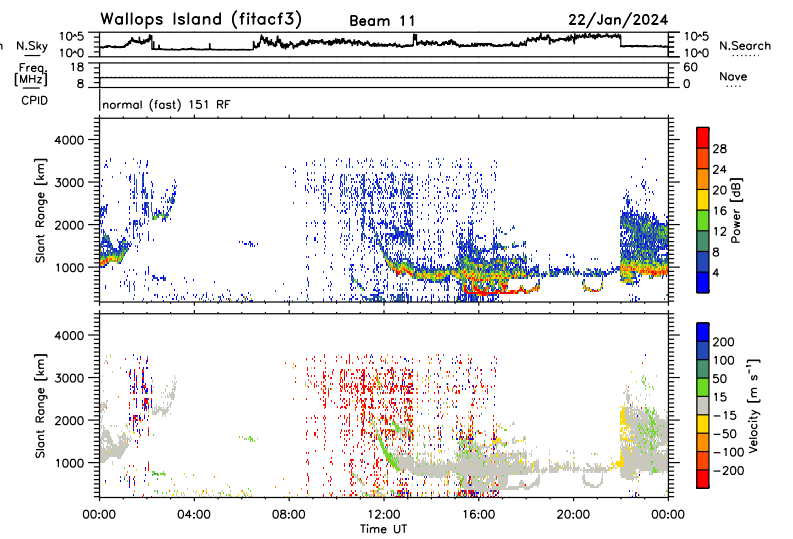 Wallops Island (fitacf3) Beam 11 22/Jan/2024
N.Sky 10^5 10^0 10^5 10^0 N.Search
Freq. [MHz] 18 8 60 0 Nave
CPID normal (fast) 151 RF
Slant Range [km] 4000 3000 2000 1000
28 24 20 16 12 8 4 Power [dB]
Slant Range [km] 4000 3000 2000 1000
200 100 50 15 -15 -50 -100 -200 Velocity [m s⁻¹]
00:00 04:00 08:00 12:00 16:00 20:00 00:00
Time UT